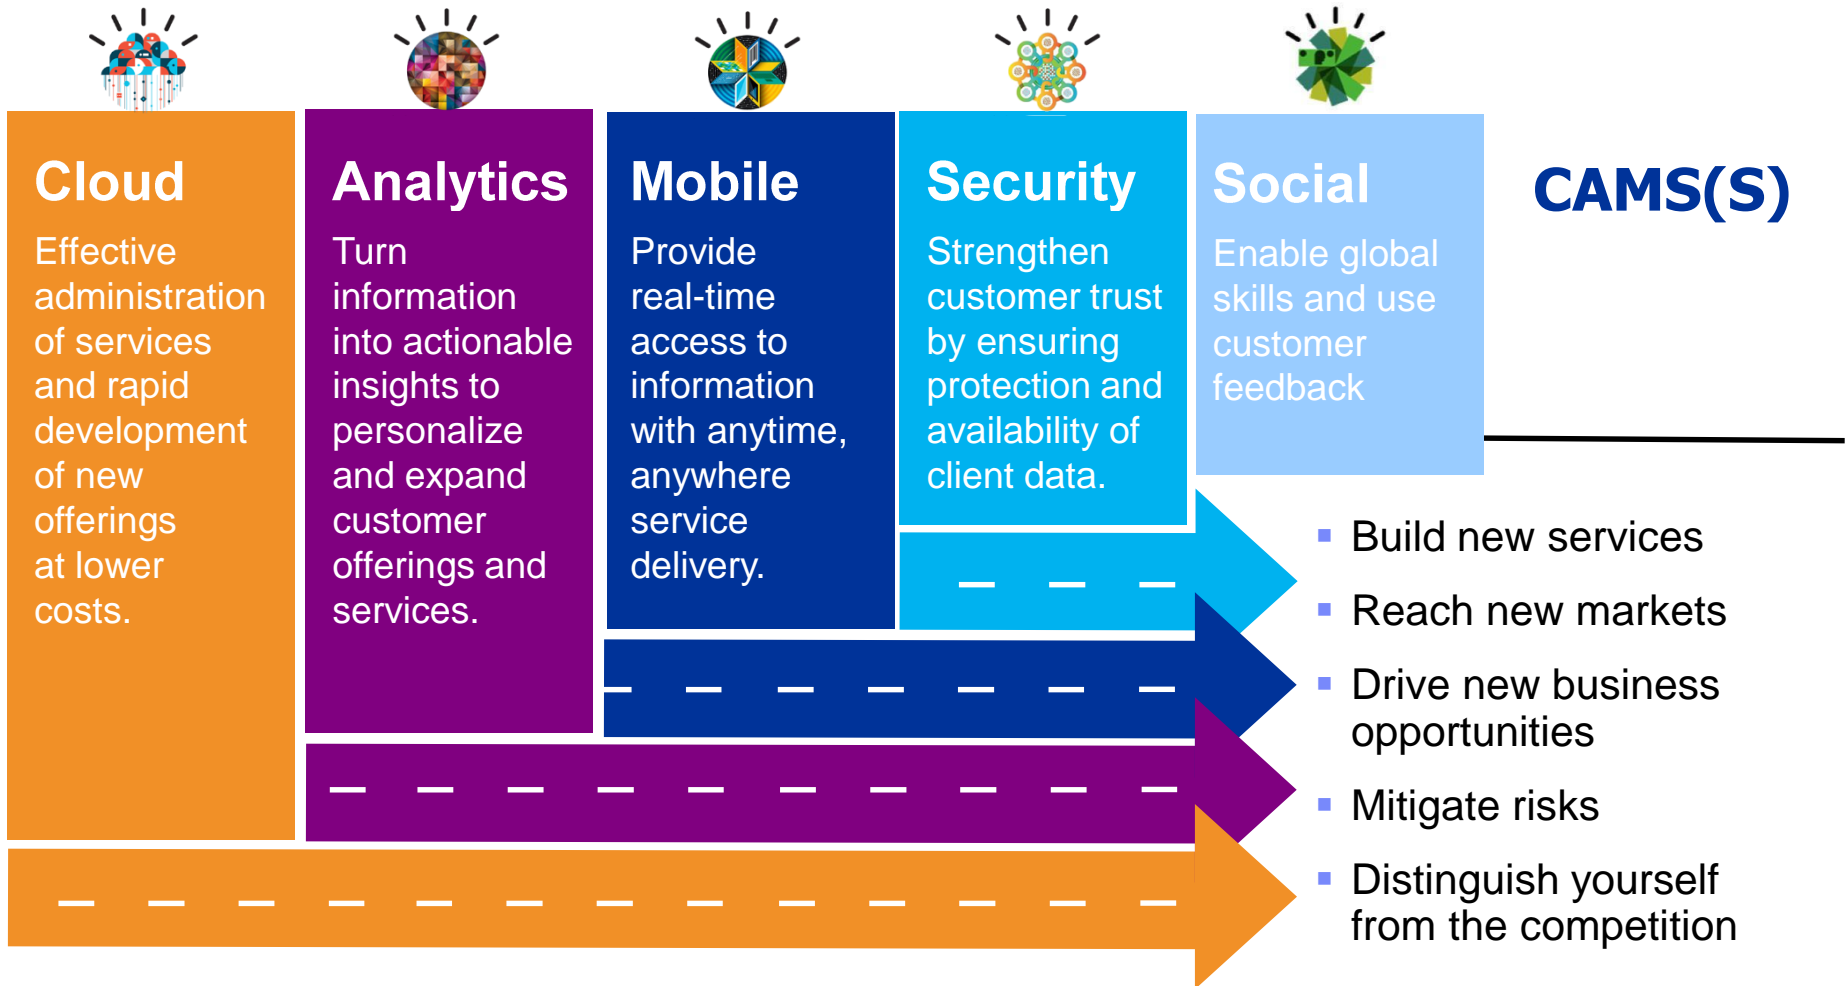 Cloud
Effective
administration
of services
and rapid
development
of new
offerings
at lower
costs.
Analytics
Turn
information
into actionable
insights to
personalize
and expand
customer
offerings and
services.
Mobile
Provide
real-time
access to
information
with anytime,
anywhere
service
delivery.
Security
Strengthen
customer trust
by ensuring
protection and
availability of
client data.
Social
Enable global
skills and use
customer
feedback
CAMS(S)
Build new services
Reach new markets
Drive new business
opportunities
Mitigate risks
Distinguish yourself
from the competition